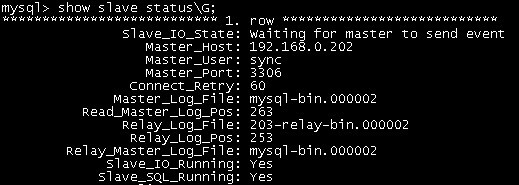 mysql> show slave status\G;
*************************** 1. row ***************************
Slave_IO_State: Waiting for master to send event
Master_Host: 192.168.0.202
Master_User: sync
Master_Port: 3306
Connect_Retry: 60
Master_Log_File: mysql-bin.000002
Read_Master_Log_Pos: 263
Relay_Log_File: 203-relay-bin.000002
Relay_Log_Pos: 253
Relay_Master_Log_File: mysql-bin.000002
Slave_IO_Running: Yes
Slave_SQL_Running: Yes